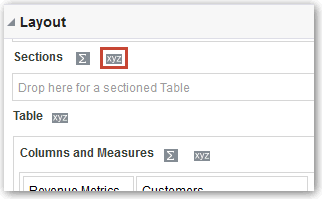 Layout
Sections Σ xyz
Drop here for a sectioned Table
Table xyz
Columns and Measures Σ xyz
Revenue Metrics Customers